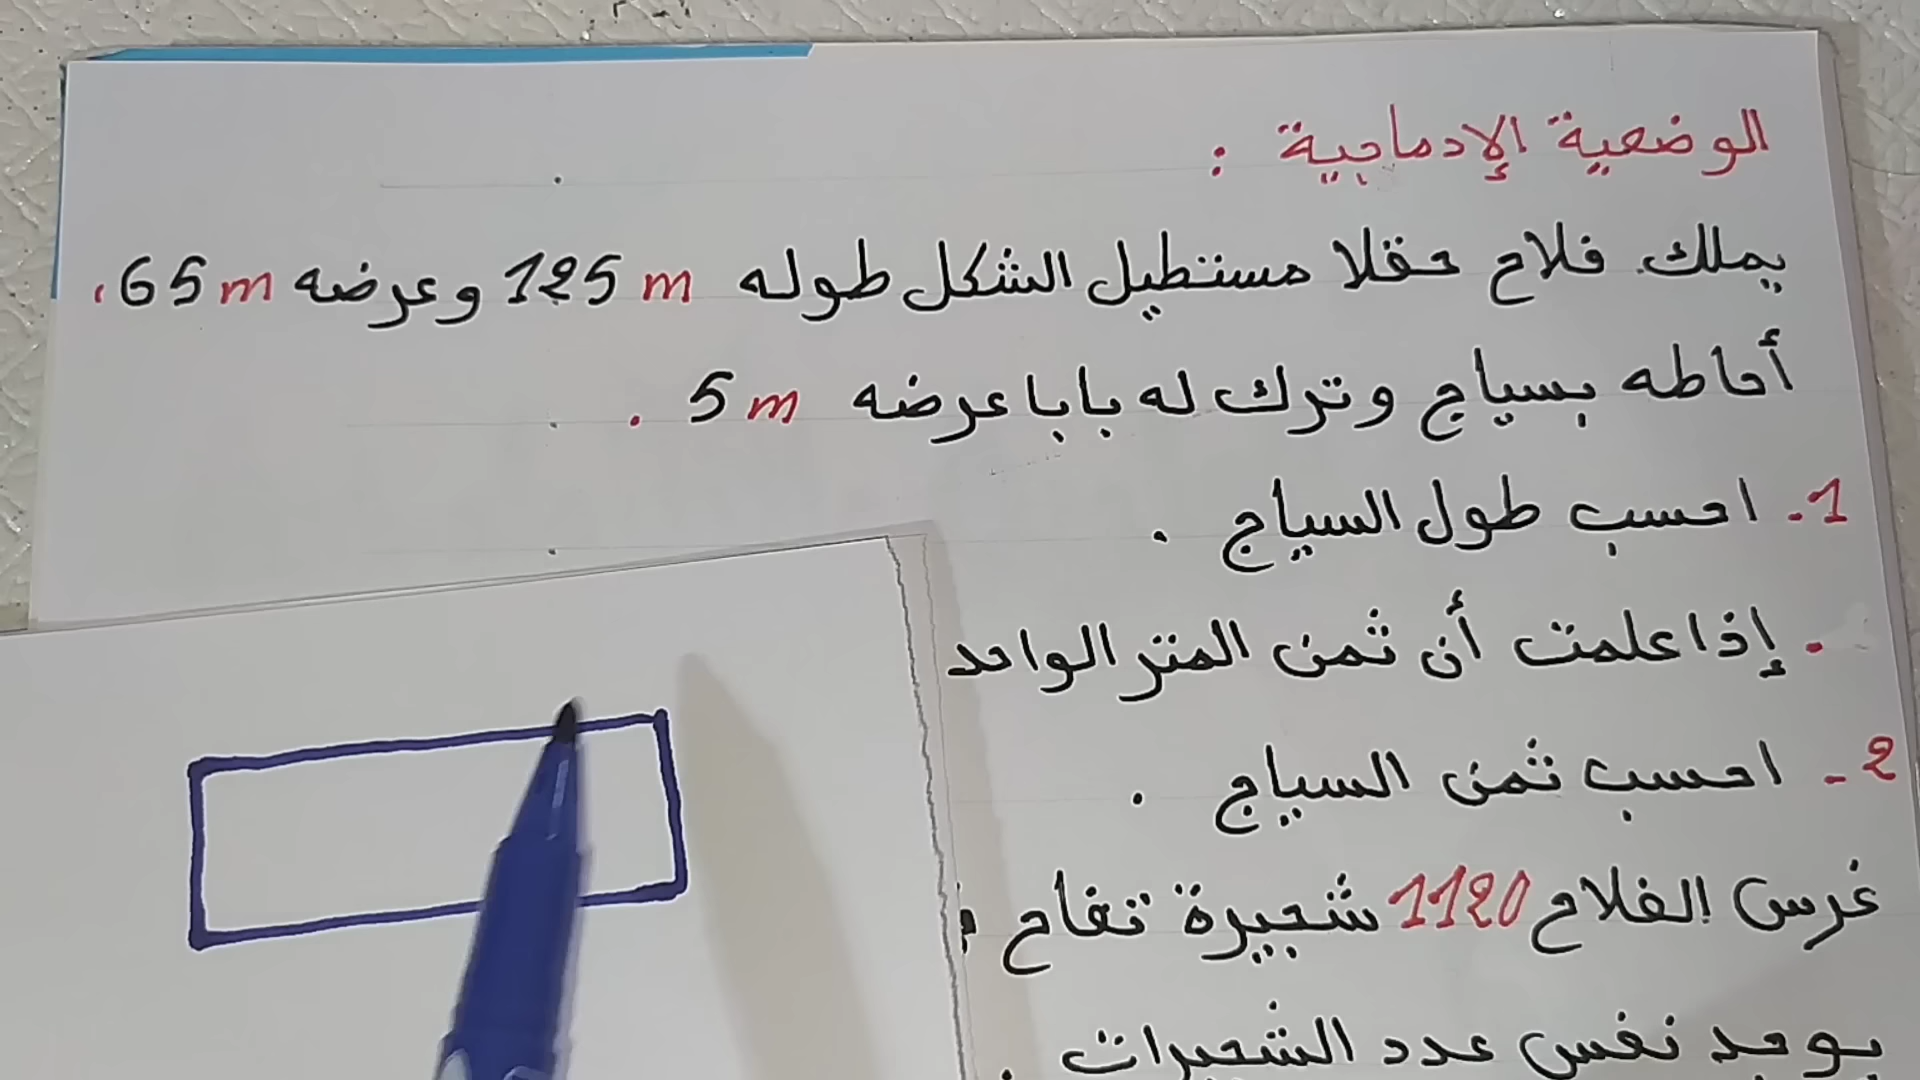 الوضعية الإدماجية :
يملك فلاح حقلا مستطيل الشكل طوله 125 m وعرضه 65 m ،
أحاطه بسياج وترك له بابا عرضه 5 m .
1- احسب طول السياج .
. إذا علمت أن ثمن المتر الواحد
2- احسب ثمن السياج .
غرس الفلاح 1120 شجيرة تفاح
يوجد نفس عدد الشجيرات .